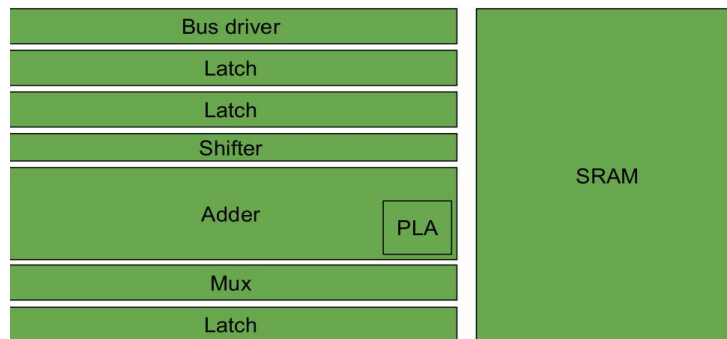 Bus driver
Latch
Latch
Shifter
Adder
PLA
Mux
Latch
SRAM